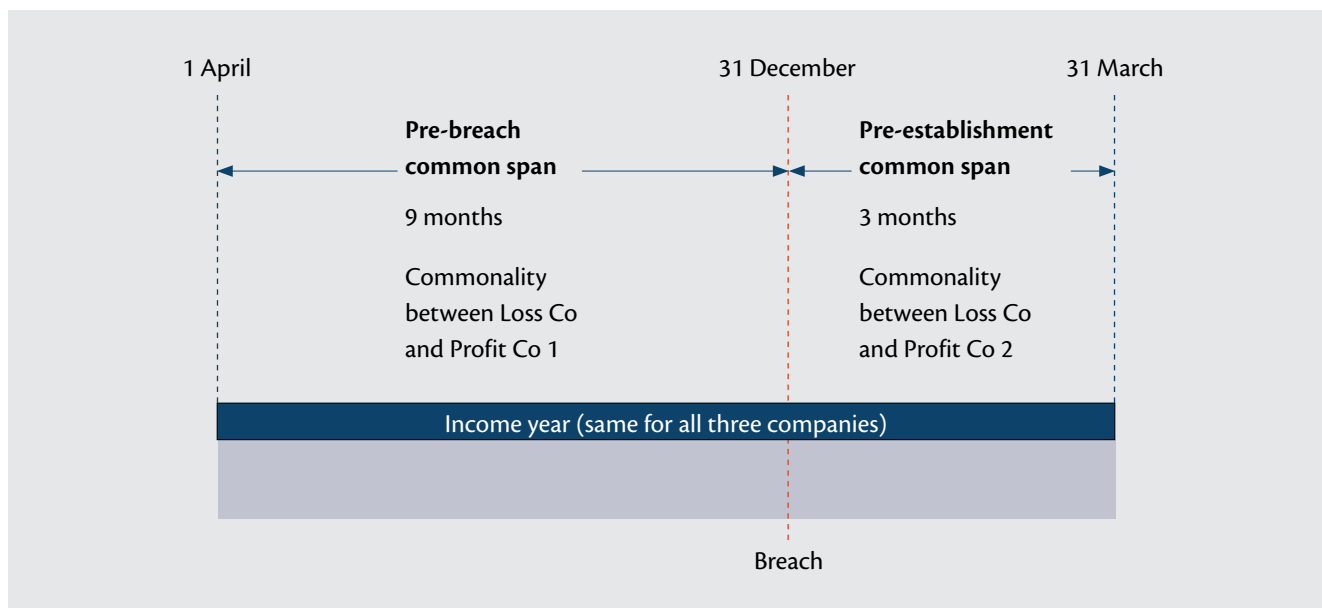 1 April
31 December
31 March
Pre-breach
common span
9 months
Commonality
between Loss Co
and Profit Co 1
Pre-establishment
common span
3 months
Commonality
between Loss Co
and Profit Co 2
Income year (same for all three companies)
Breach